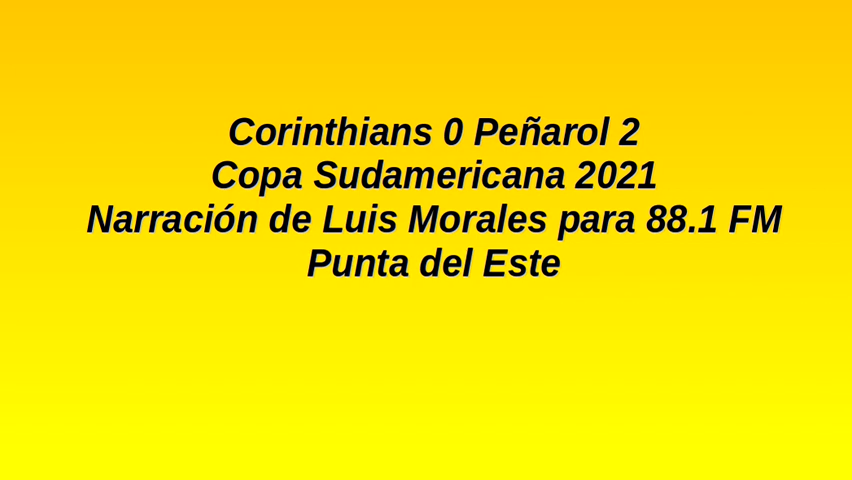 Corinthians 0 Peñarol 2
Copa Sudamericana 2021
Narración de Luis Morales para 88.1 FM
Punta del Este